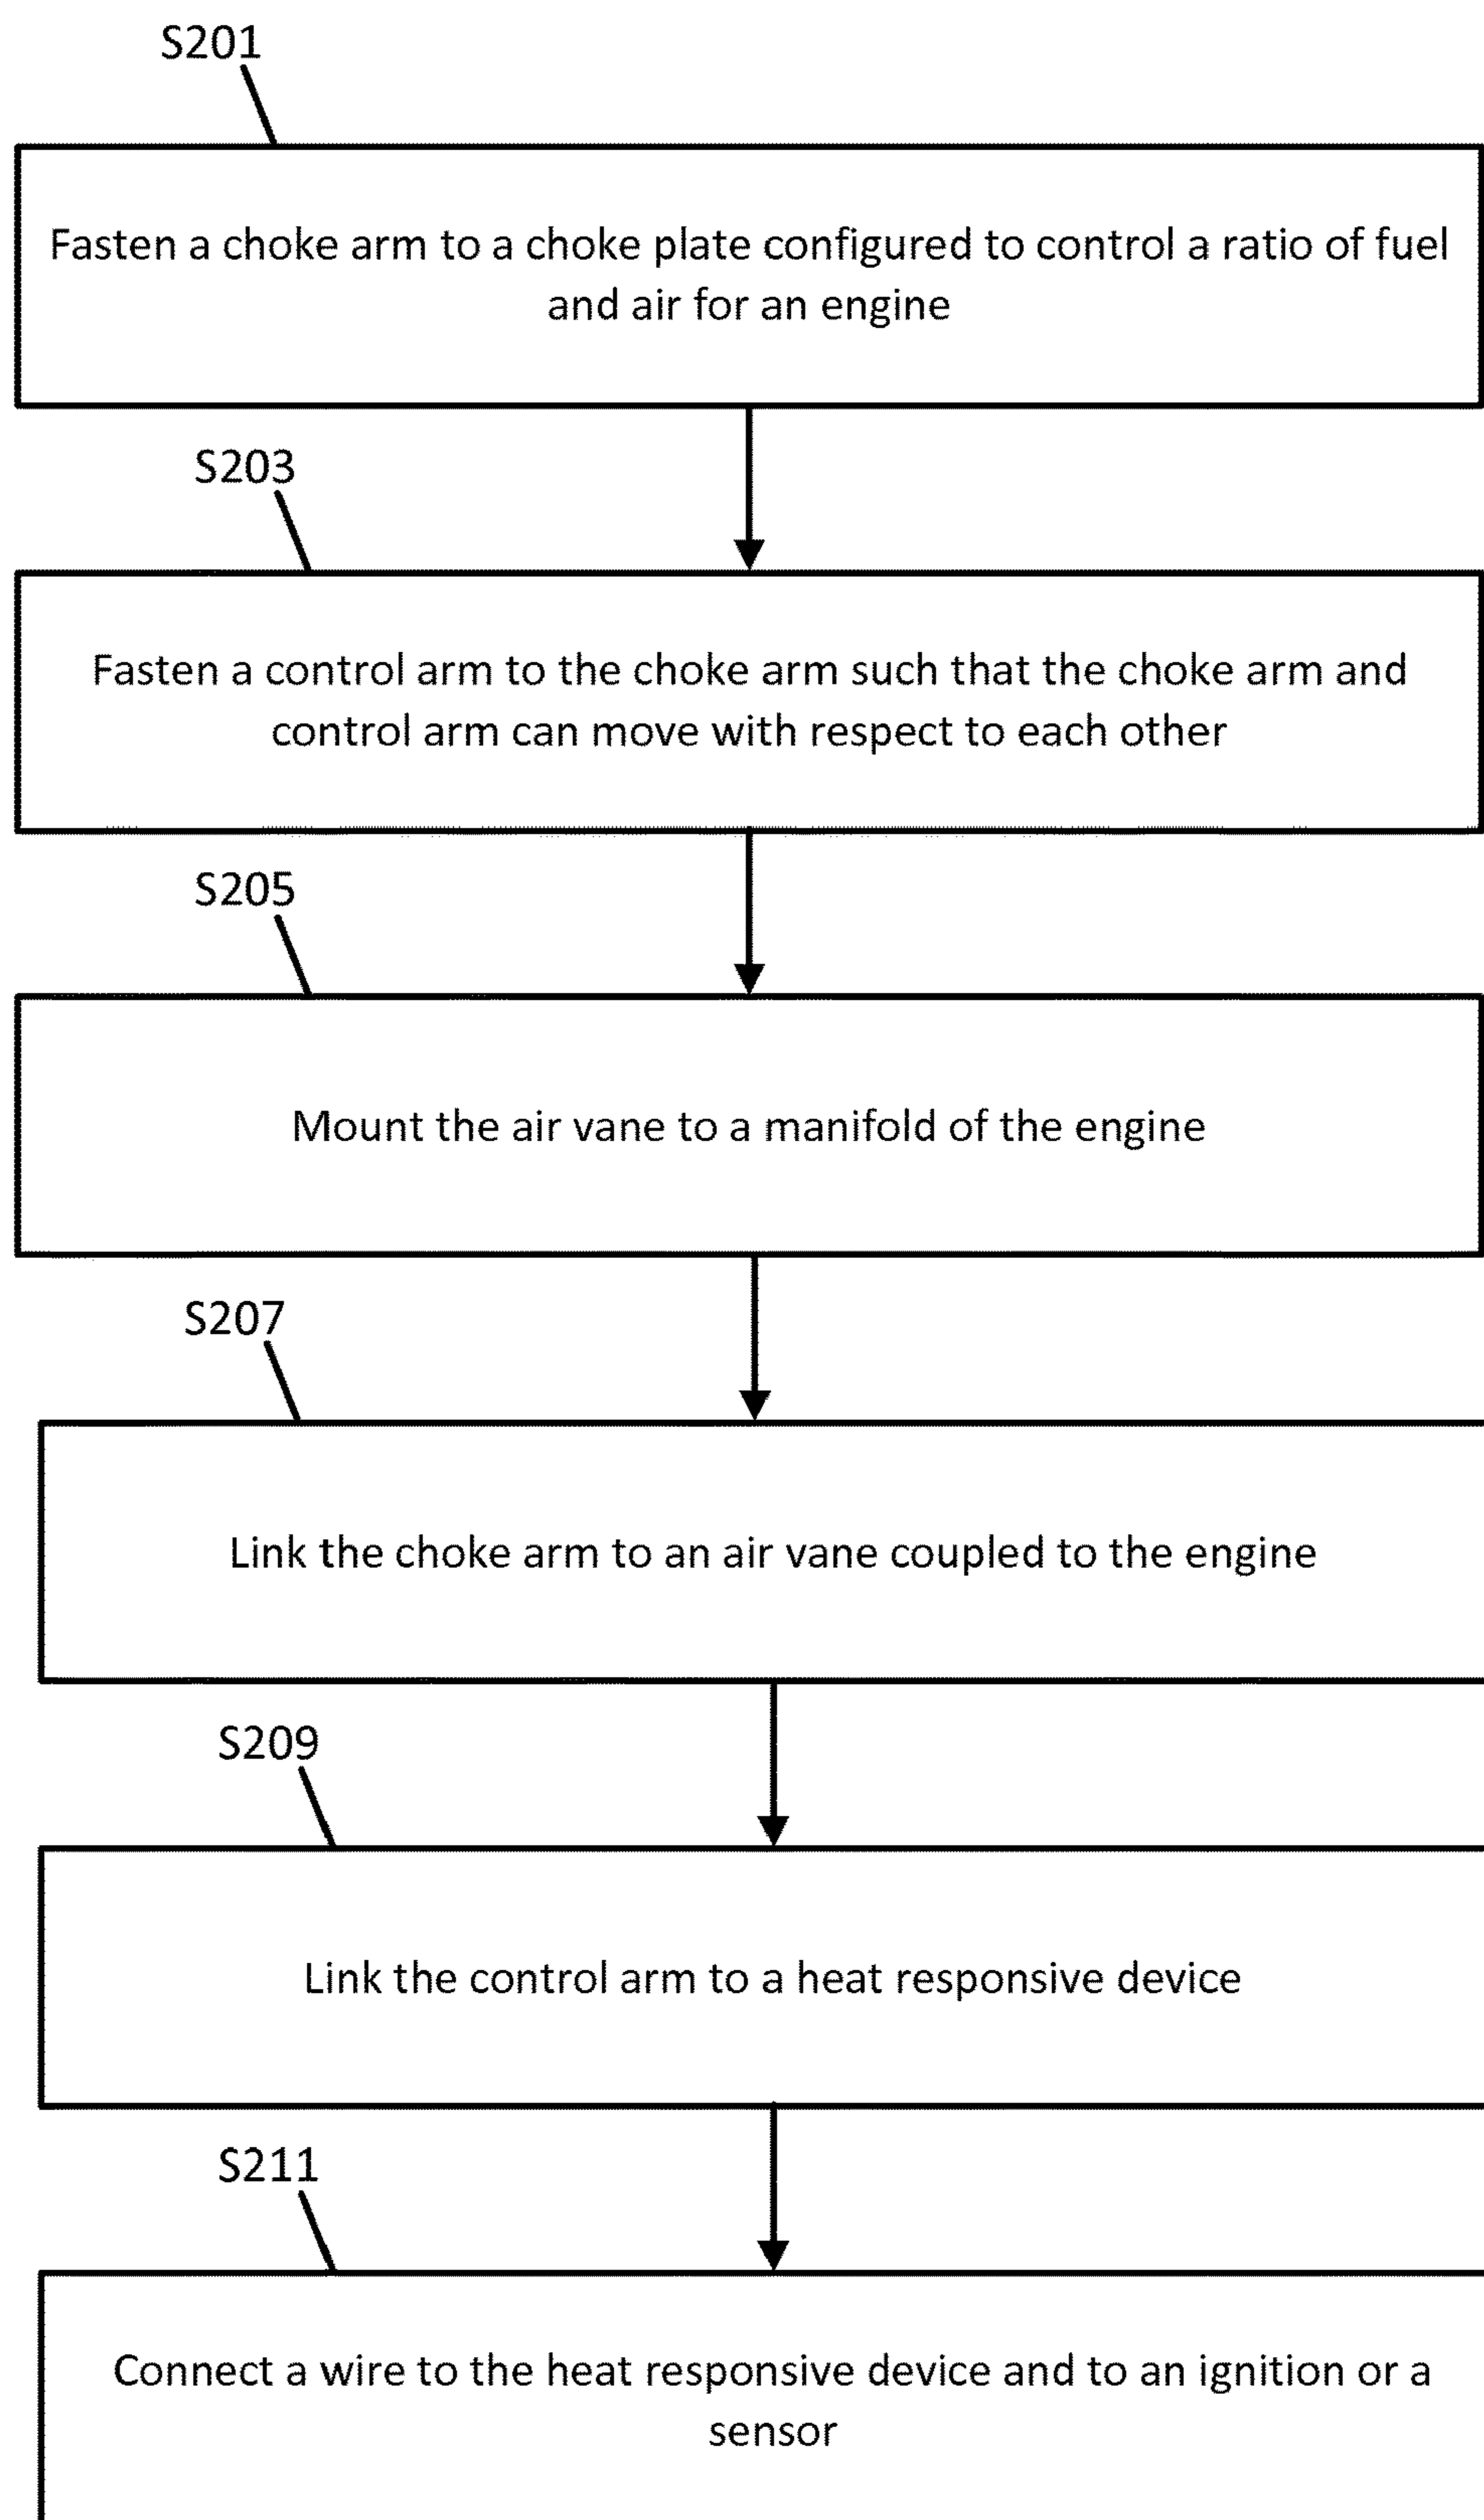 S201
Fasten a choke arm to a choke plate configured to control a ratio of fuel
and air for an engine
S203
Fasten a control arm to the choke arm such that the choke arm and
control arm can move with respect to each other
S205
Mount the air vane to a manifold of the engine
S207
Link the choke arm to an air vane coupled to the engine
S209
Link the control arm to a heat responsive device
S211
Connect a wire to the heat responsive device and to an ignition or a
sensor